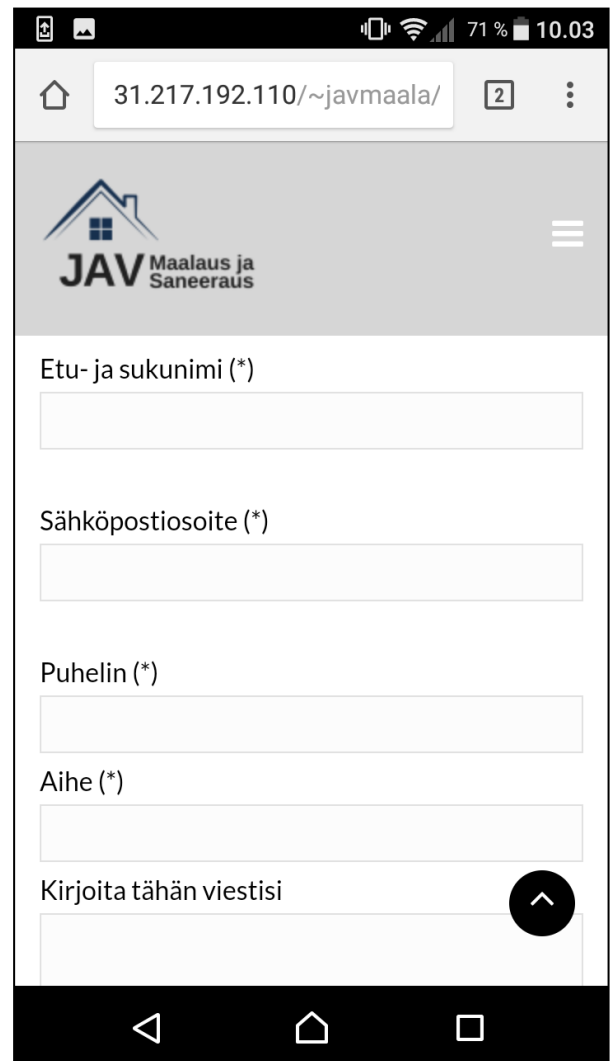 71 % 10.03
31.217.192.110/~javmaala/
2
JAV Maalaus ja
Saneeraus
Etu- ja sukunimi (*)
Sähköpostiosoite (*)
Puhelin (*)
Aihe (*)
Kirjoita tähän viestisi